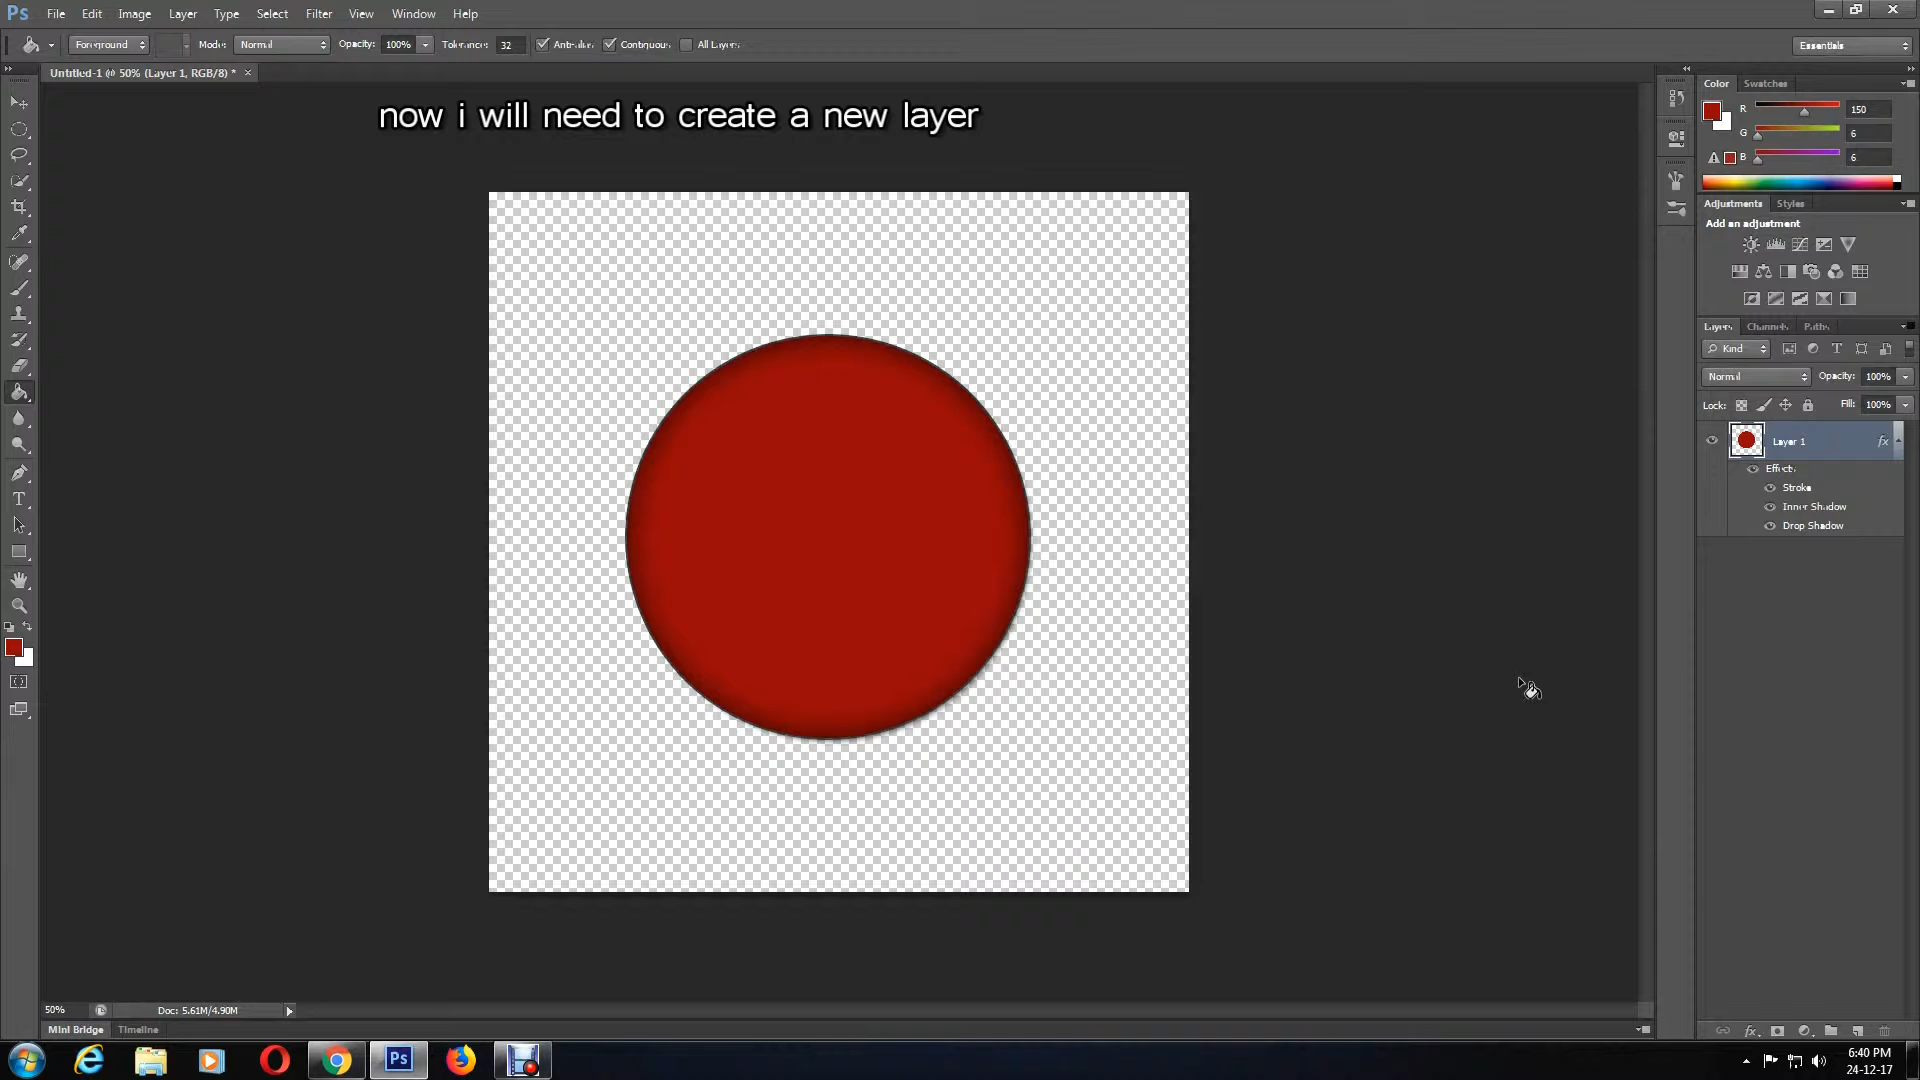 Ps File Edit Image Layer Type Select Filter View Window Help
Foreground Mode: Normal Opacity: 100% Tolerance: 32 Anti-alias Contiguous All Layers Essentials
Untitled-1 @ 50% (Layer 1, RGB/8) * ×
now i will need to create a new layer
Color Swatches
R 150
G 6
B 6
Adjustments Styles
Add an adjustment
Layers Channels Paths
Kind
Normal Opacity: 100%
Lock: Fill: 100%
Layer 1 fx
Effects
Stroke
Inner Shadow
Drop Shadow
50% Doc: 5.61M/4.90M
Mini Bridge Timeline
fx
Ps
6:40 PM
24-12-17